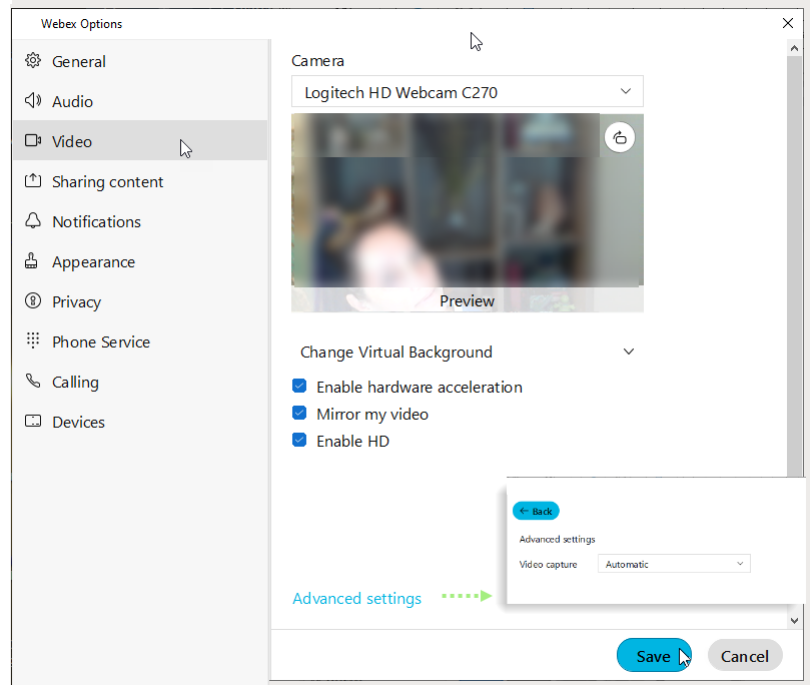 Webex Options
General
Audio
Video
Sharing content
Notifications
Appearance
Privacy
Phone Service
Calling
Devices
Camera
Logitech HD Webcam C270
Preview
Change Virtual Background
Enable hardware acceleration
Mirror my video
Enable HD
Back
Advanced settings
Video capture Automatic
Advanced settings
Save Cancel